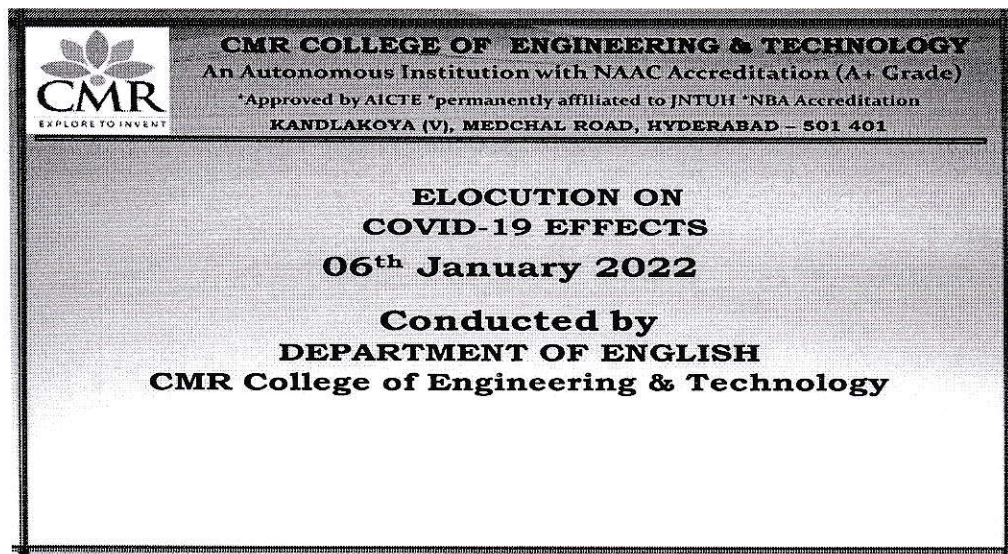 CMR
EXPLORE TO INVENT
CMR COLLEGE OF ENGINEERING & TECHNOLOGY
An Autonomous Institution with NAAC Accreditation (A+ Grade)
*Approved by AICTE *permanently affiliated to JNTUH *NBA Accreditation
KANDLAKOYA (V), MEDCHAL ROAD, HYDERABAD – 501 401
ELOCUTION ON
COVID-19 EFFECTS
06th January 2022
Conducted by
DEPARTMENT OF ENGLISH
CMR College of Engineering & Technology